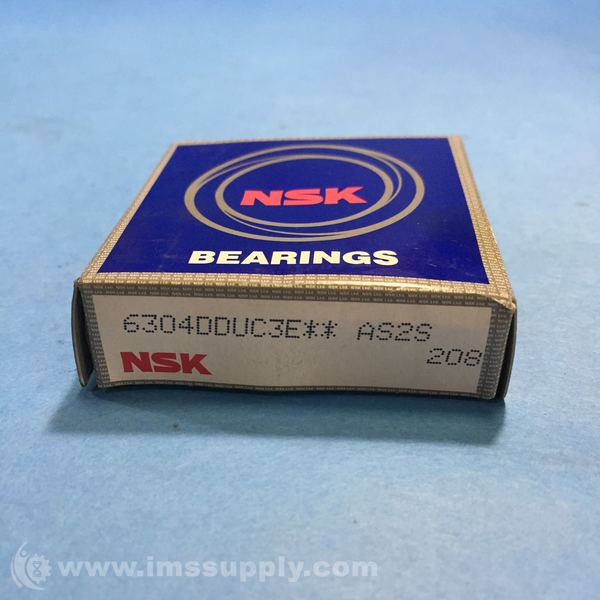 NSK
BEARINGS
6304DDUC3E** AS2S
208
NSK
www.imssupply.com